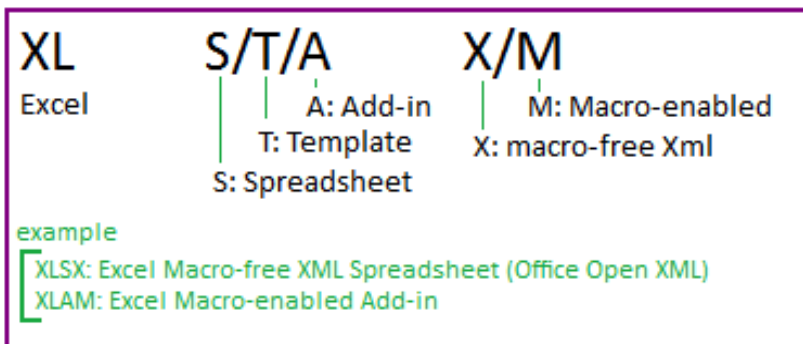 XL S/T/A X/M
Excel A: Add-in M: Macro-enabled
T: Template X: macro-free Xml
S: Spreadsheet
example
XLSX: Excel Macro-free XML Spreadsheet (Office Open XML)
XLAM: Excel Macro-enabled Add-in